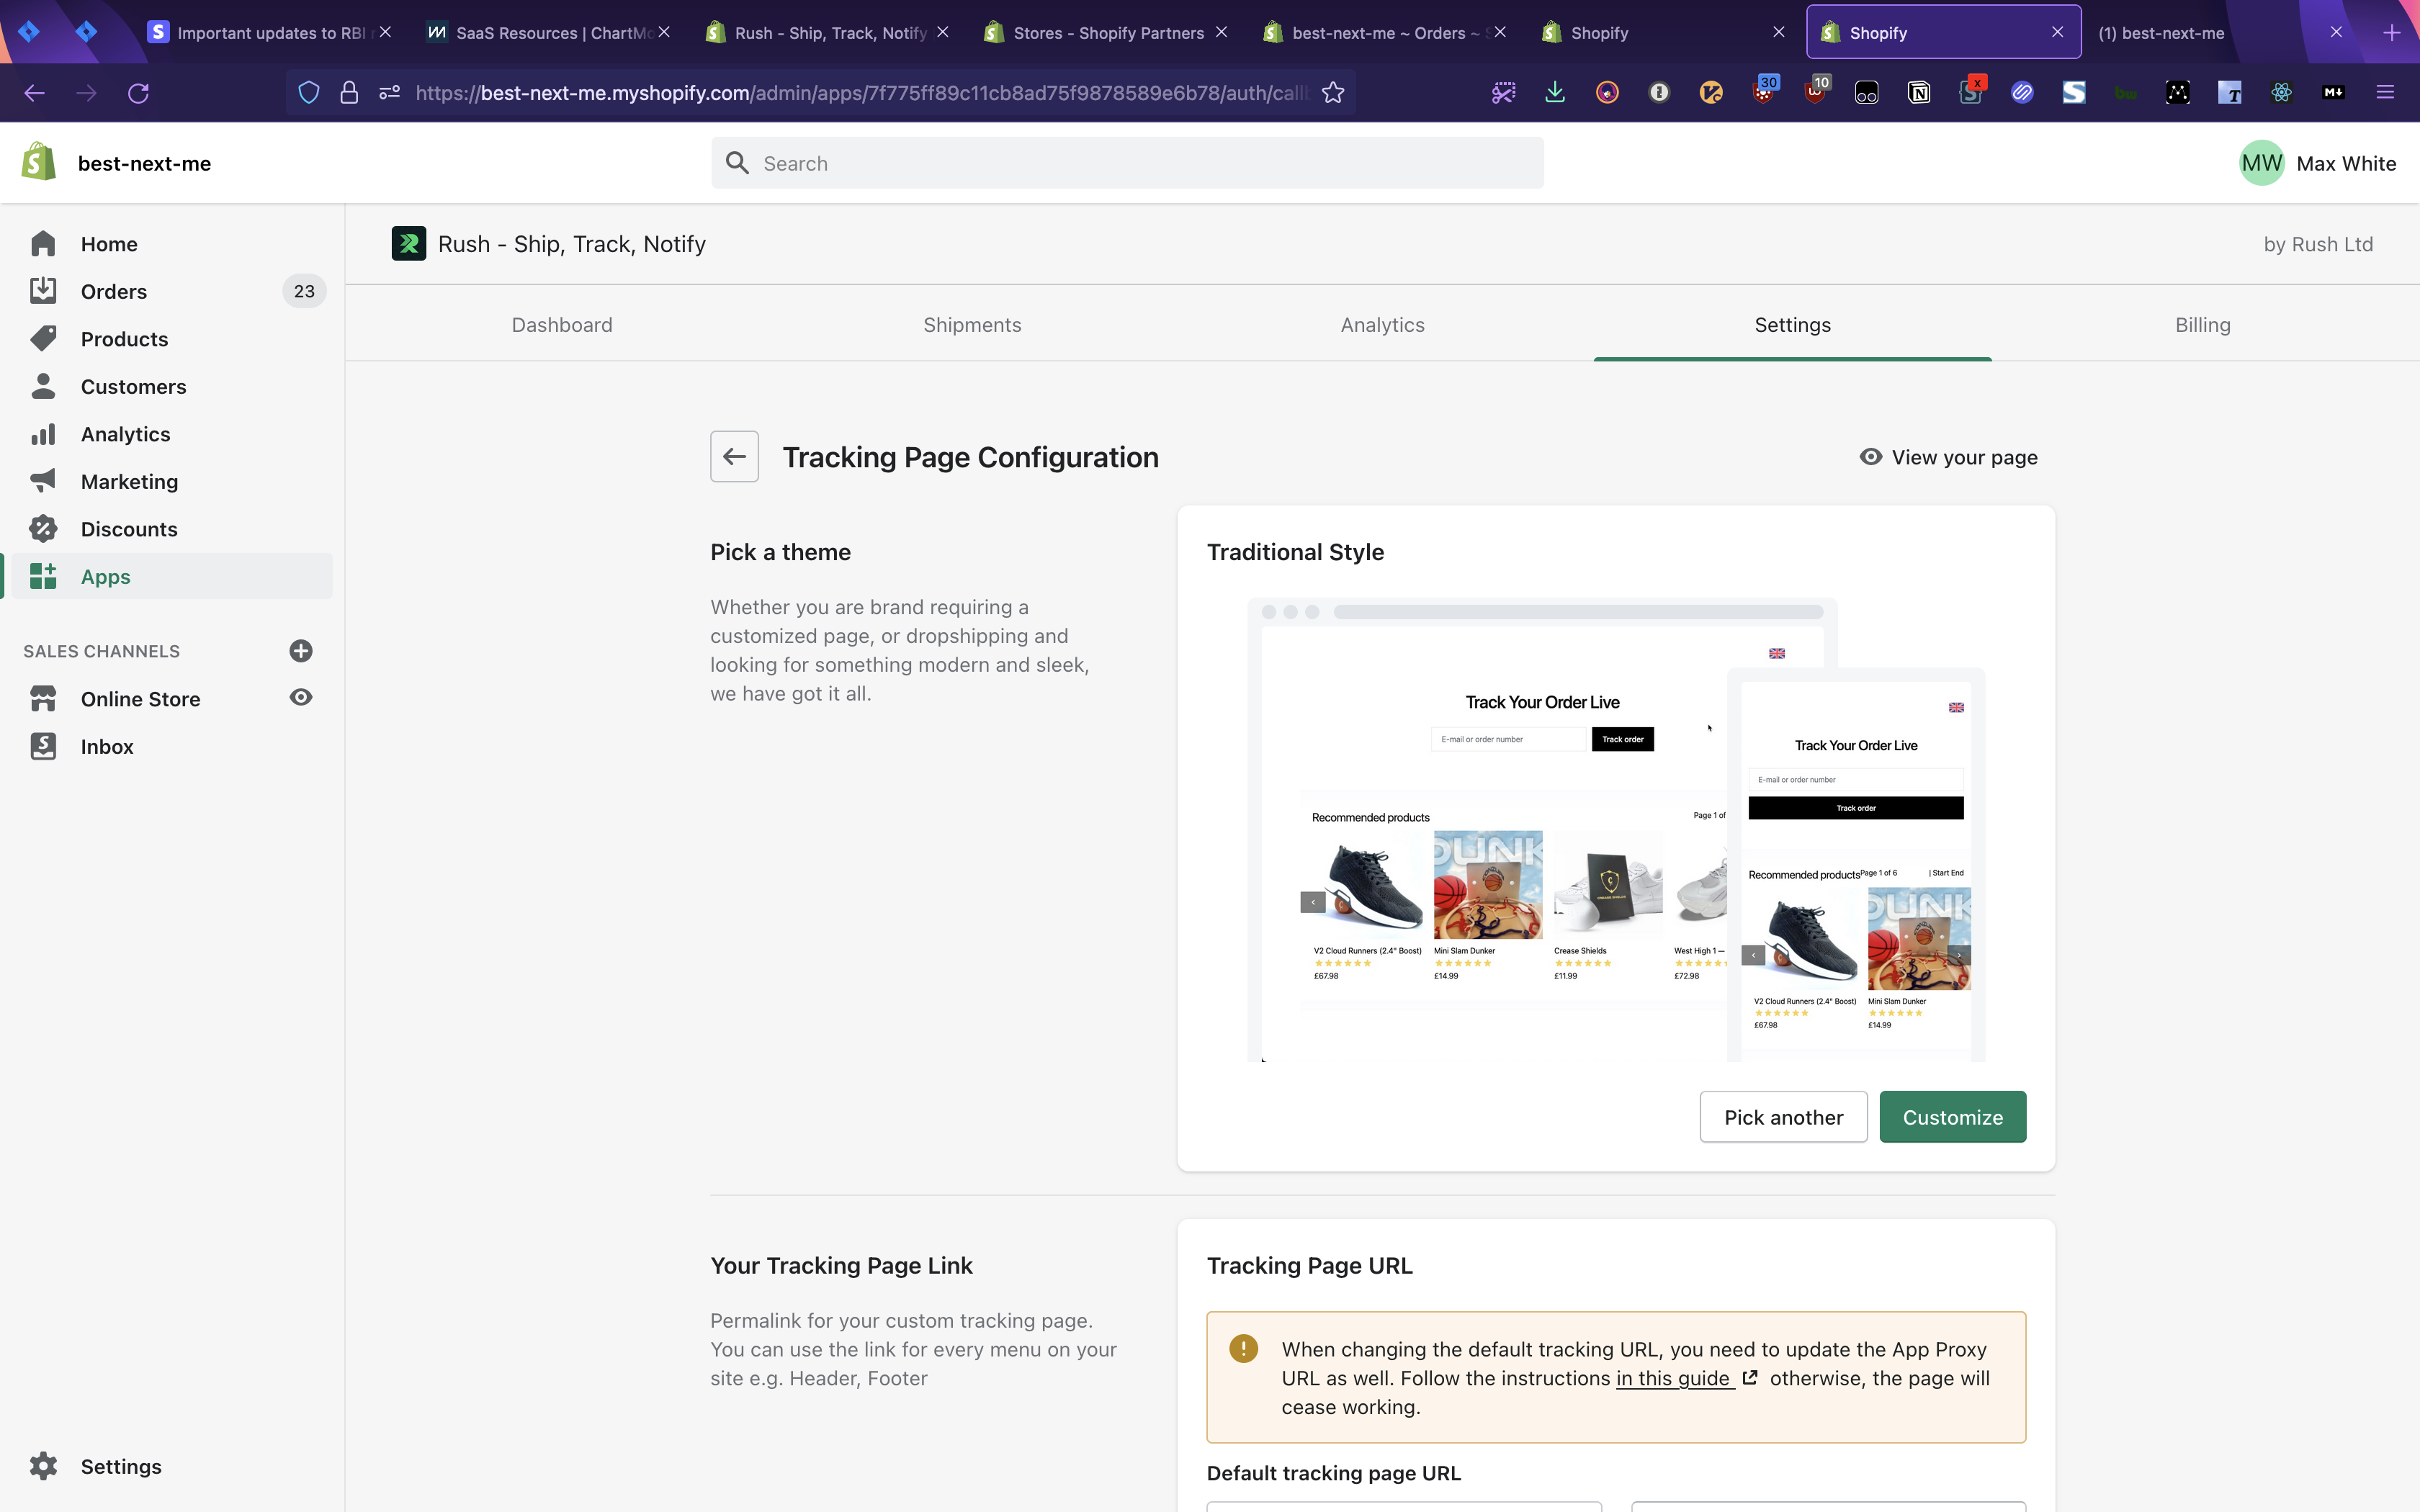 Important updates to RBI
SaaS Resources | ChartMo
Rush - Ship, Track, Notify
Stores - Shopify Partners
best-next-me ~ Orders ~
Shopify
Shopify
(1) best-next-me
https://best-next-me.myshopify.com/admin/apps/7f775ff89c11cb8ad75f9878589e6b78/auth/call
30
10
x
best-next-me
Search
MW Max White
Home
Orders 23
Products
Customers
Analytics
Marketing
Discounts
Apps
SALES CHANNELS
Online Store
Inbox
Settings
Rush - Ship, Track, Notify
by Rush Ltd
Dashboard
Shipments
Analytics
Settings
Billing
Tracking Page Configuration
View your page
Pick a theme
Whether you are brand requiring a
customized page, or dropshipping and
looking for something modern and sleek,
we have got it all.
Traditional Style
Track Your Order Live
E-mail or order number
Track order
Recommended products
Page 1 of
DUNK
V2 Cloud Runners (2.4" Boost)
£67.98
Mini Slam Dunker
£14.99
Crease Shields
£11.99
West High 1 —
£72.98
Track Your Order Live
E-mail or order number
Track order
Recommended products
Page 1 of 6
| Start End
DUNK
V2 Cloud Runners (2.4" Boost)
£67.98
Mini Slam Dunker
£14.99
Pick another
Customize
Your Tracking Page Link
Permalink for your custom tracking page.
You can use the link for every menu on your
site e.g. Header, Footer
Tracking Page URL
When changing the default tracking URL, you need to update the App Proxy
URL as well. Follow the instructions in this guide otherwise, the page will
cease working.
Default tracking page URL